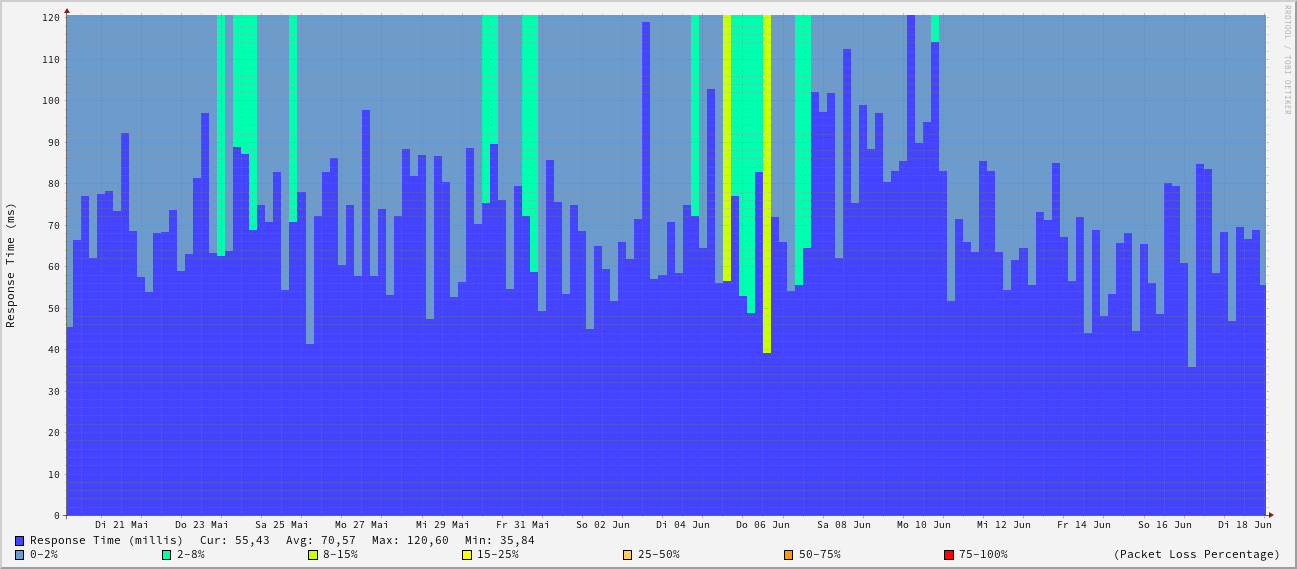 RRDTOOL / TOBI OETIKER
Response Time (ms)
120
110
100
90
80
70
60
50
40
30
20
10
0
Di 21 Mai Do 23 Mai Sa 25 Mai Mo 27 Mai Mi 29 Mai Fr 31 Mai So 02 Jun Di 04 Jun Do 06 Jun Sa 08 Jun Mo 10 Jun Mi 12 Jun Fr 14 Jun So 16 Jun Di 18 Jun
Response Time (millis) Cur: 55,43 Avg: 70,57 Max: 120,60 Min: 35,84
0-2% 2-8% 8-15% 15-25% 25-50% 50-75% 75-100% (Packet Loss Percentage)